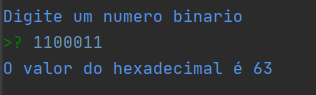 Digite um numero binario
>? 1100011
O valor do hexadecimal é 63